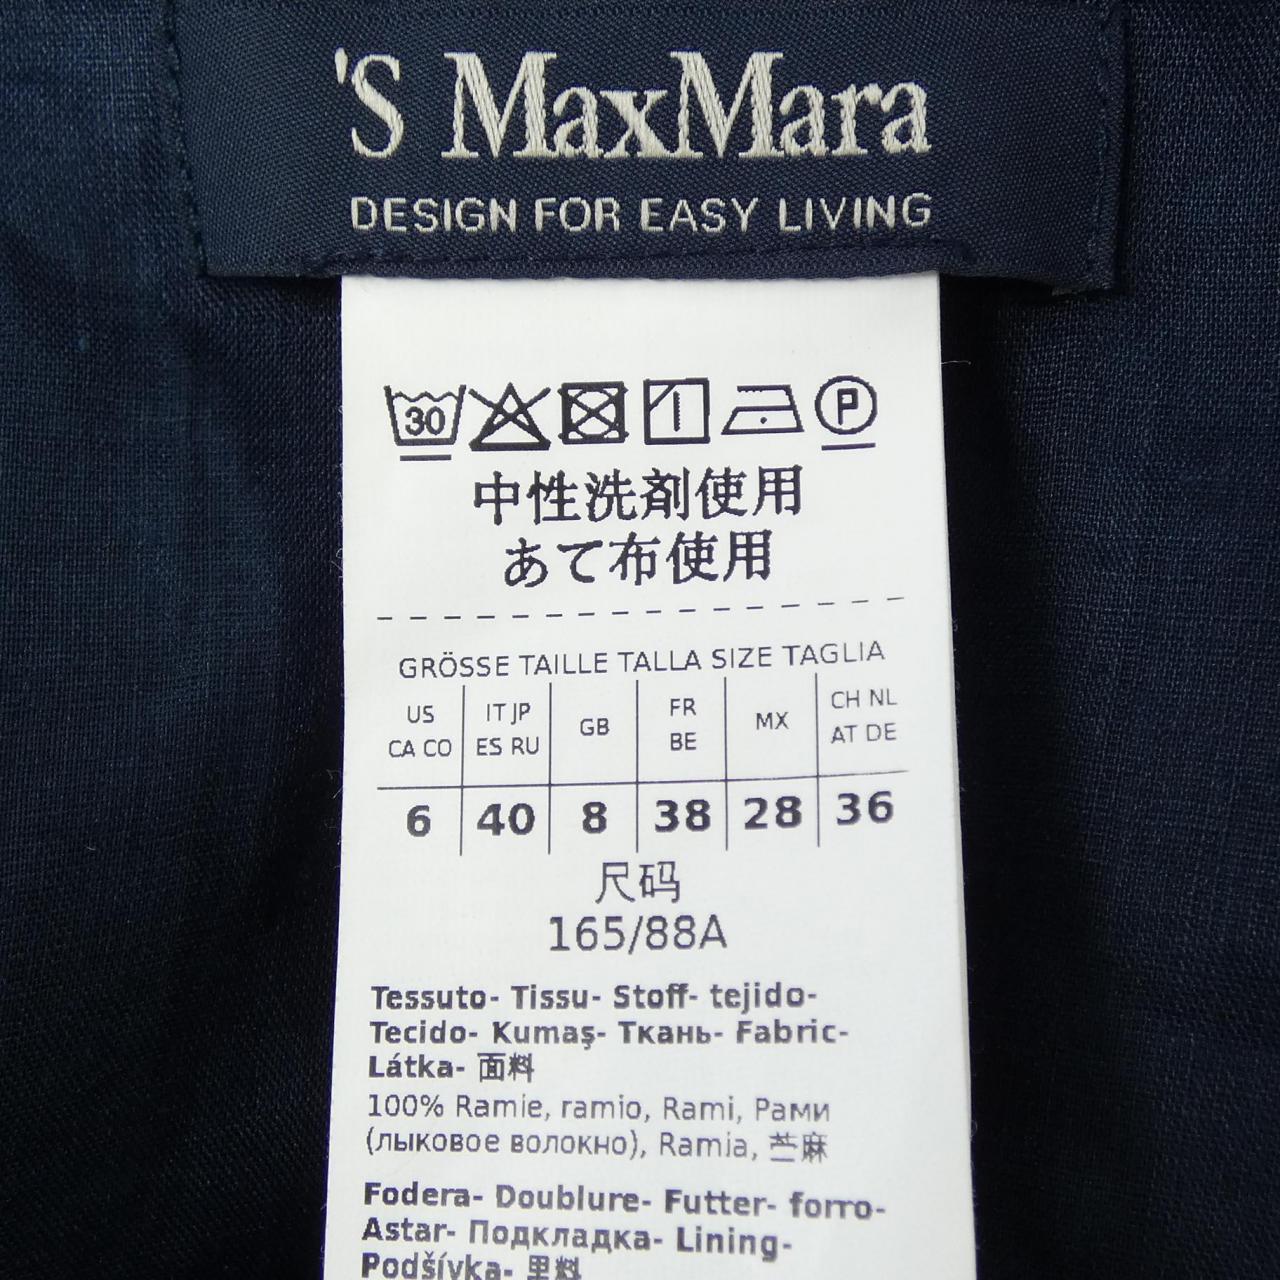 'S MaxMara
DESIGN FOR EASY LIVING
30 P
中性洗剤使用
あて布使用
GRÖSSE TAILLE TALLA SIZE TAGLIA
US CA CO IT JP ES RU GB FR BE MX CH NL AT DE
6 40 8 38 28 36
尺码
165/88A
Tessuto- Tissu- Stoff- tejido-
Tecido- Kumaş- Ткань- Fabric-
Látka- 面料
100% Ramie, ramio, Rami, Рами
(лыковое волокно), Ramia, 苎麻
Fodera- Doublure- Futter- forro-
Astar- Подкладка- Lining-
Podšívka- 里料